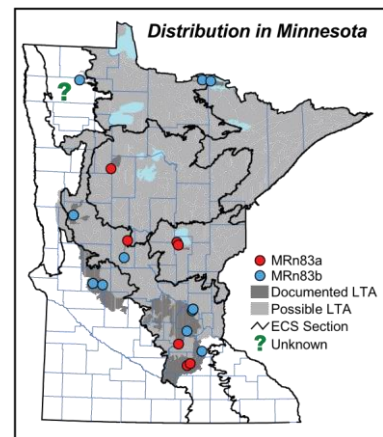 Distribution in Minnesota
?
MRn83a
MRn83b
Documented LTA
Possible LTA
ECS Section
? Unknown